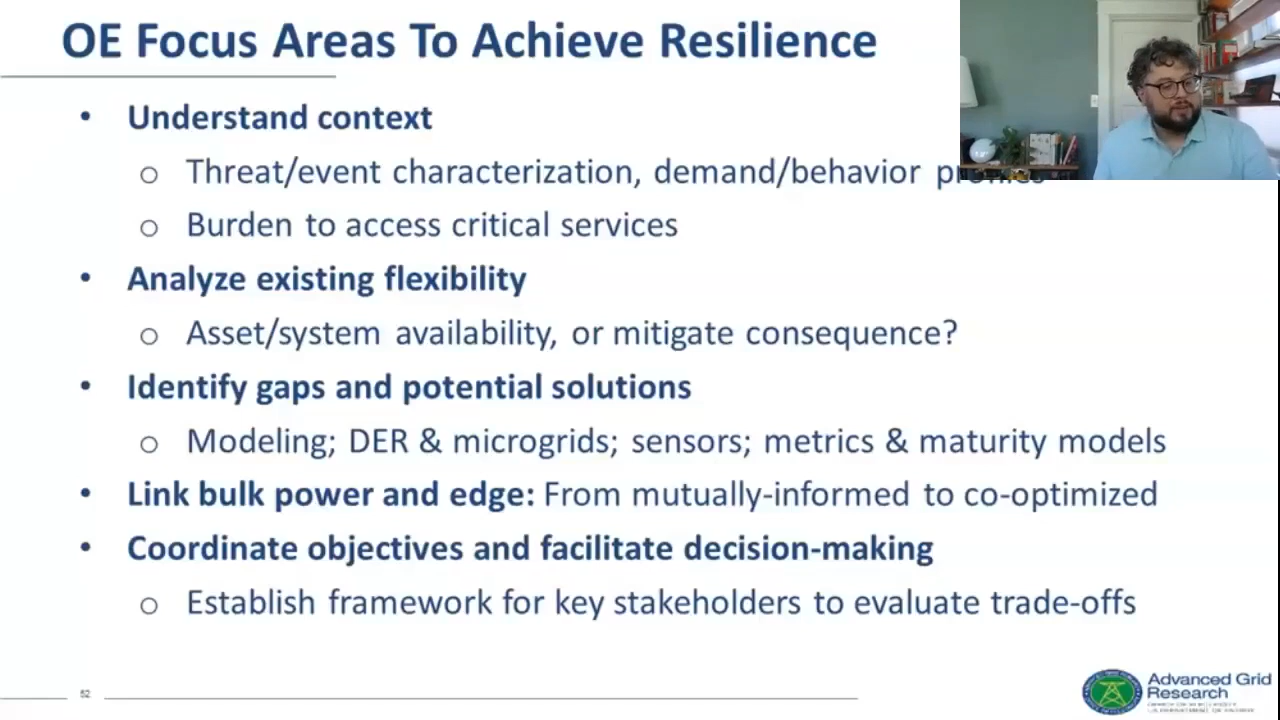 OE Focus Areas To Achieve Resilience
• Understand context
o Threat/event characterization, demand/behavior
o Burden to access critical services
• Analyze existing flexibility
o Asset/system availability, or mitigate consequence?
• Identify gaps and potential solutions
o Modeling; DER & microgrids; sensors; metrics & maturity models
• Link bulk power and edge: From mutually-informed to co-optimized
• Coordinate objectives and facilitate decision-making
o Establish framework for key stakeholders to evaluate trade-offs
52
Advanced Grid
Research